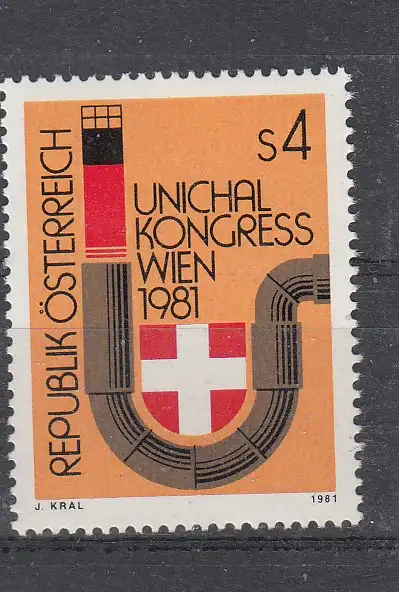 REPUBLIK ÖSTERREICH
s4
UNICHAL
KONGRESS
WIEN
1981
J. KRAL
1981